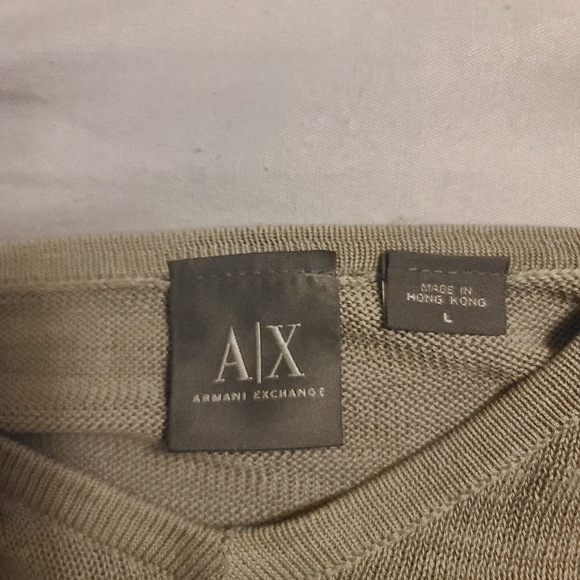 A|X
ARMANI EXCHANGE
MADE IN
HONG KONG
L